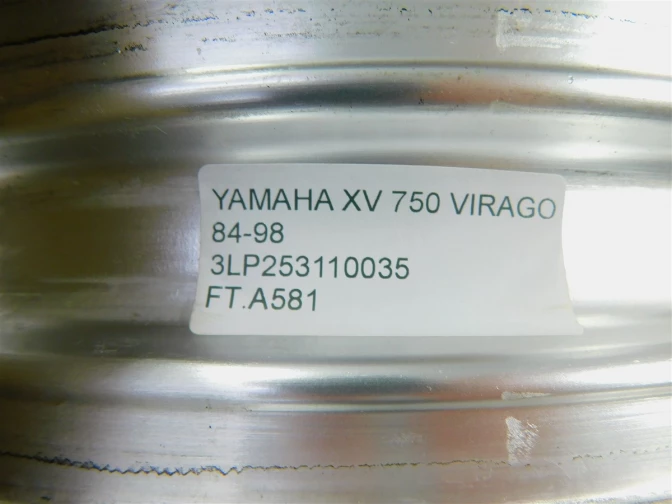 YAMAHA XV 750 VIRAGO
84-98
3LP253110035
FT.A581